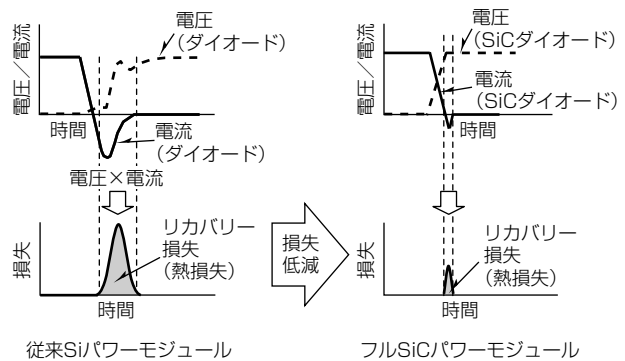 電圧
(ダイオード)
電圧／電流
時間
電流
(ダイオード)
電圧×電流
損失
リカバリー
損失
(熱損失)
時間
従来Siパワーモジュール
損失
低減
電圧
(SiCダイオード)
電圧／電流
電流
(SiCダイオード)
時間
損失
リカバリー
損失
(熱損失)
時間
フルSiCパワーモジュール